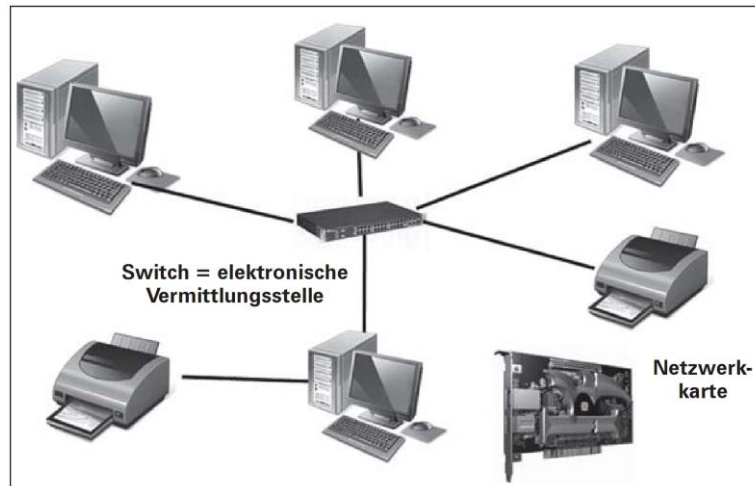 Switch = elektronische
Vermittlungsstelle
Netzwerk-
karte